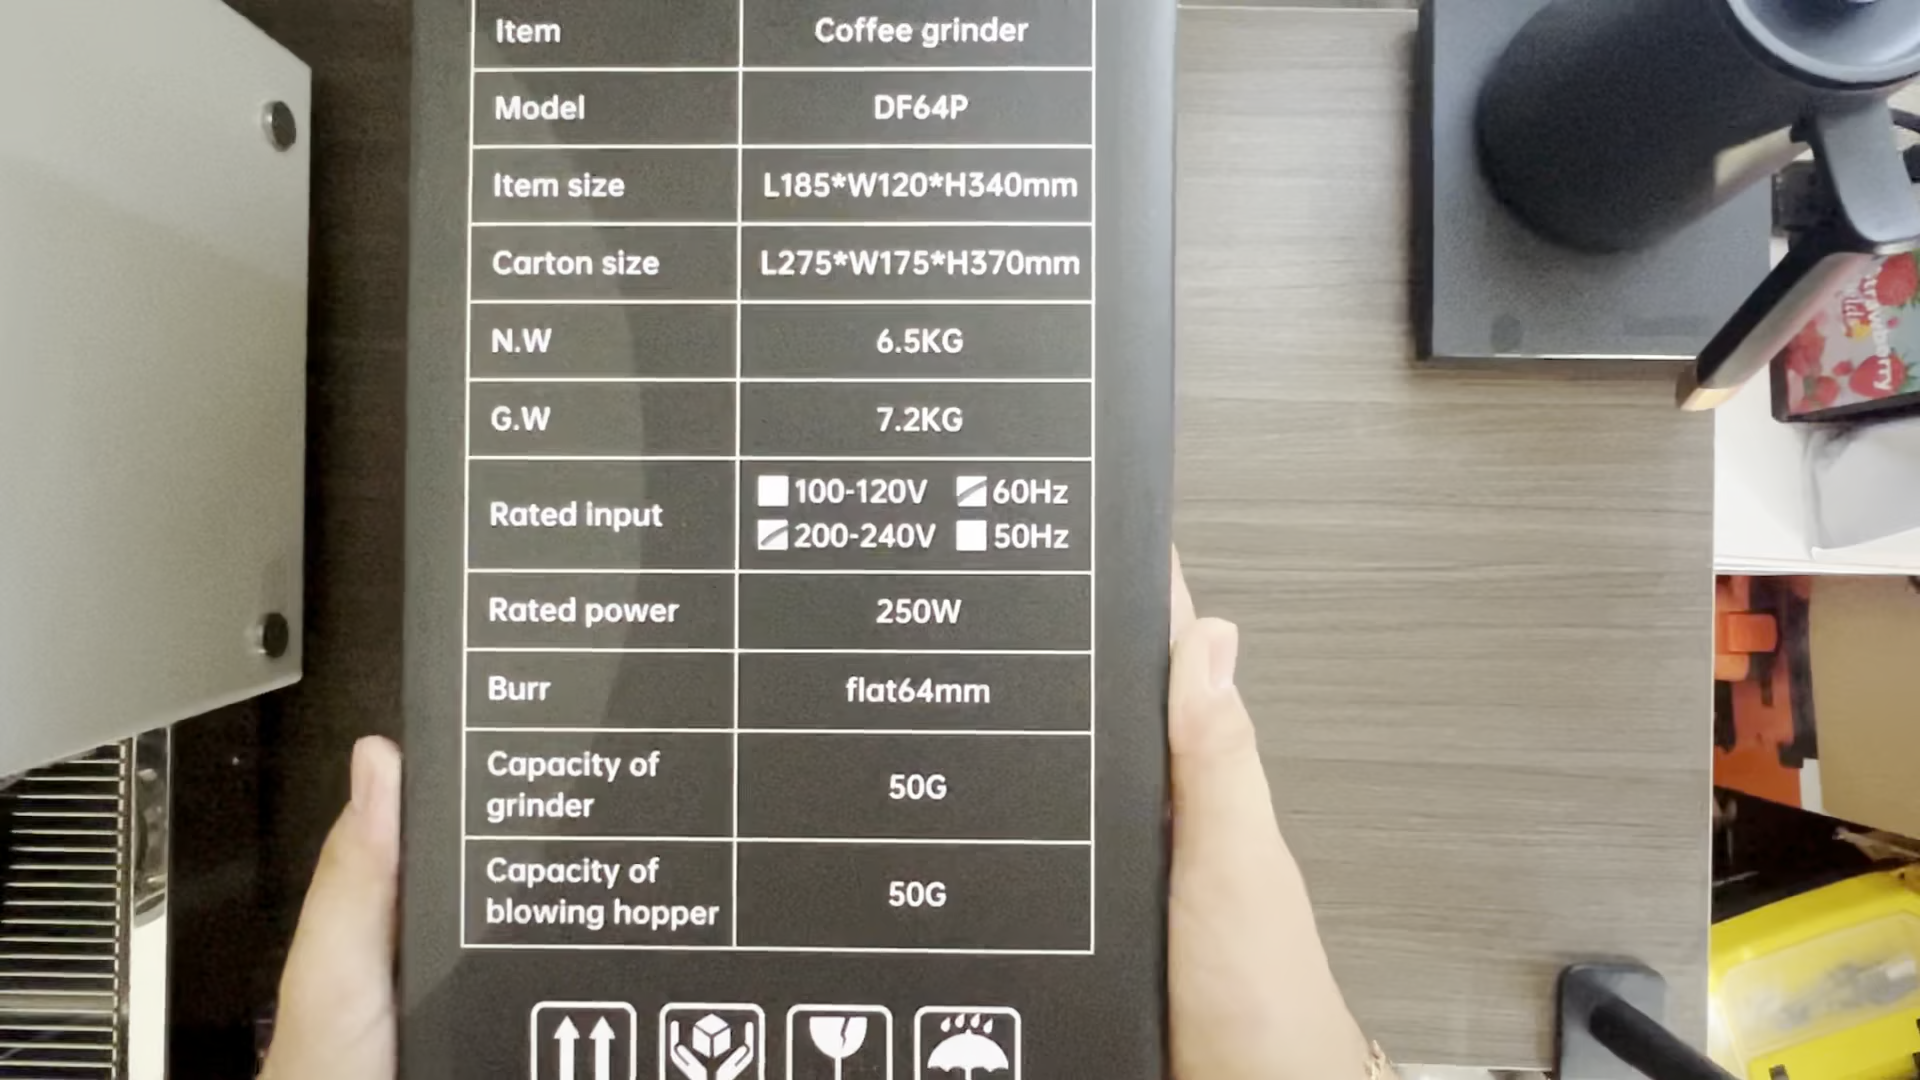 Item Coffee grinder
Model DF64P
Item size L185*W120*H340mm
Carton size L275*W175*H370mm
N.W 6.5KG
G.W 7.2KG
Rated input
100-120V 60Hz
200-240V 50Hz
Rated power 250W
Burr flat64mm
Capacity of
grinder
50G
Capacity of
blowing hopper
50G